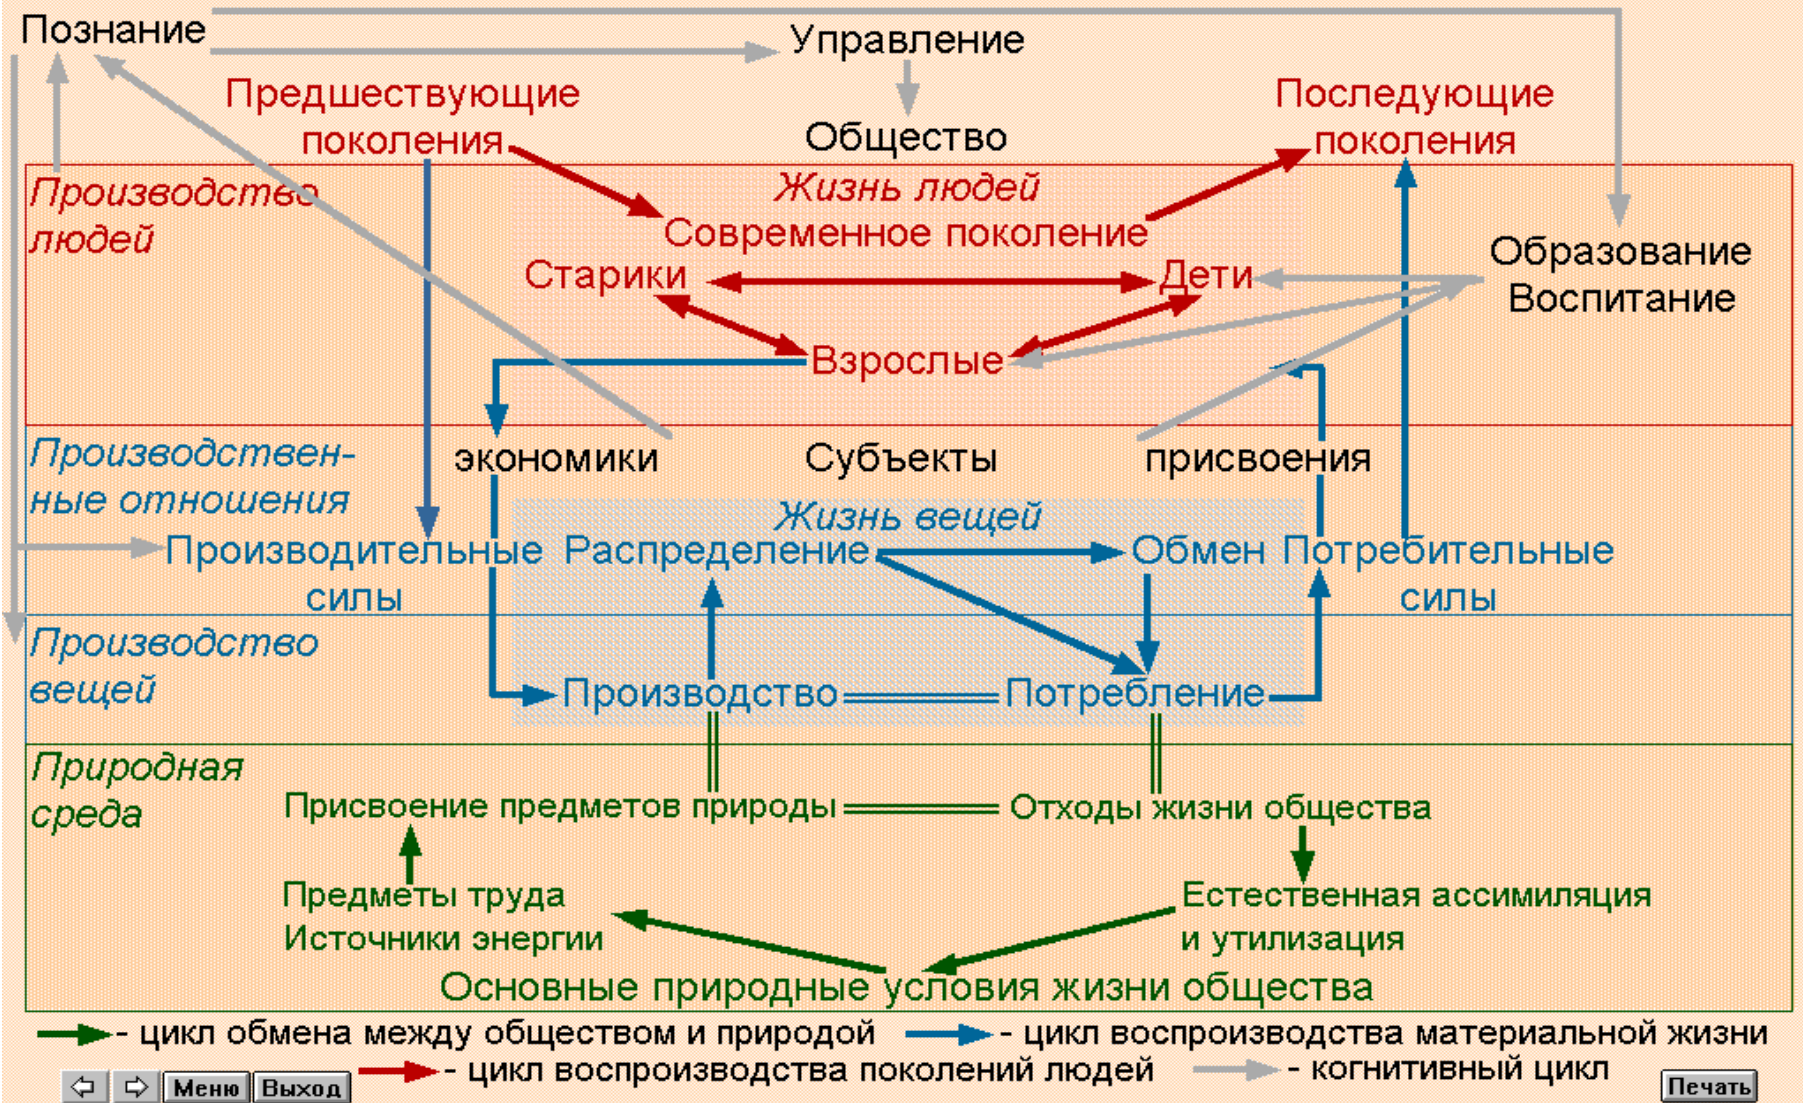 Познание
Управление
Предшествующие
поколения
Общество
Последующие
поколения
Производство
людей
Жизнь людей
Современное поколение
Старики
Дети
Взрослые
Образование
Воспитание
Производствен-
ные отношения
экономики Субъекты присвоения
Жизнь вещей
Производительные
силы
Распределение
Обмен
Потребительные
силы
Производство
вещей
Производство
Потребление
Природная
среда
Присвоение предметов природы
Отходы жизни общества
Предметы труда
Источники энергии
Естественная ассимиляция
и утилизация
Основные природные условия жизни общества
- цикл обмена между обществом и природой
- цикл воспроизводства материальной жизни
- цикл воспроизводства поколений людей
- когнитивный цикл
Меню
Выход
Печать